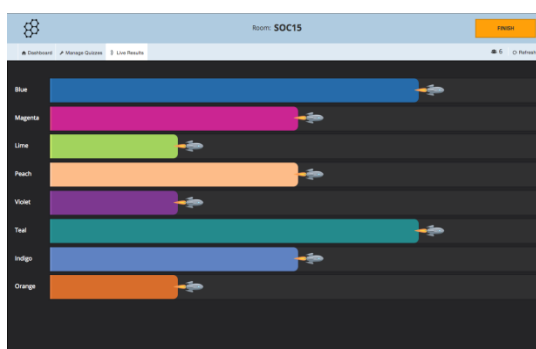 Room: SOC15
FINISH
Dashboard Manage Quizzes Live Results
6 Refresh
Blue
Magenta
Lime
Peach
Violet
Teal
Indigo
Orange